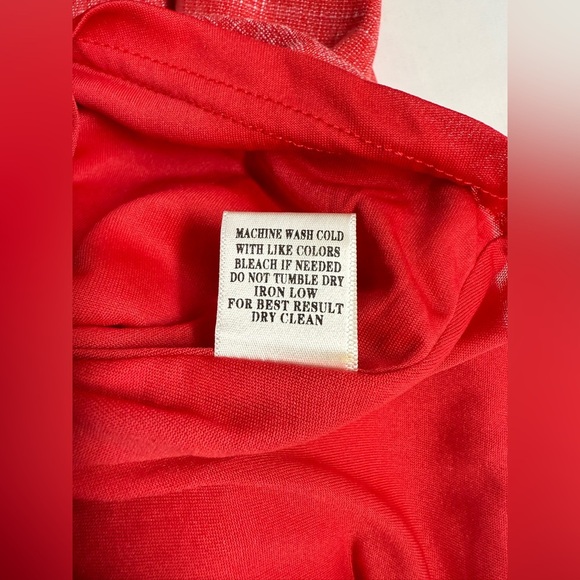 MACHINE WASH COLD
WITH LIKE COLORS
BLEACH IF NEEDED
DO NOT TUMBLE DRY
IRON LOW
FOR BEST RESULT
DRY CLEAN